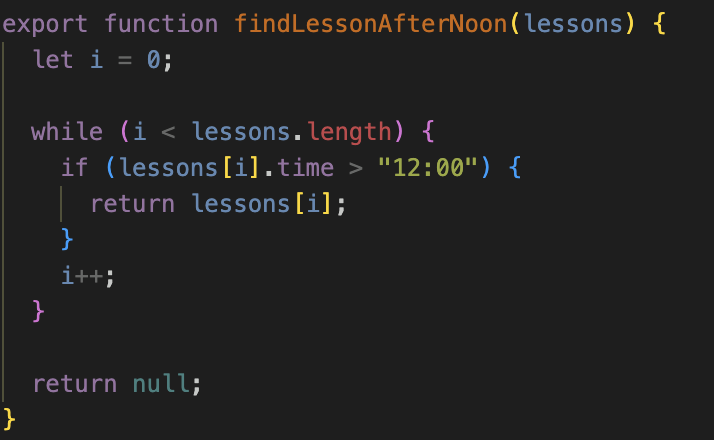 export function findLessonAfterNoon(lessons) {
  let i = 0;

  while (i < lessons.length) {
    if (lessons[i].time > "12:00") {
      return lessons[i];
    }
    i++;
  }

  return null;
}